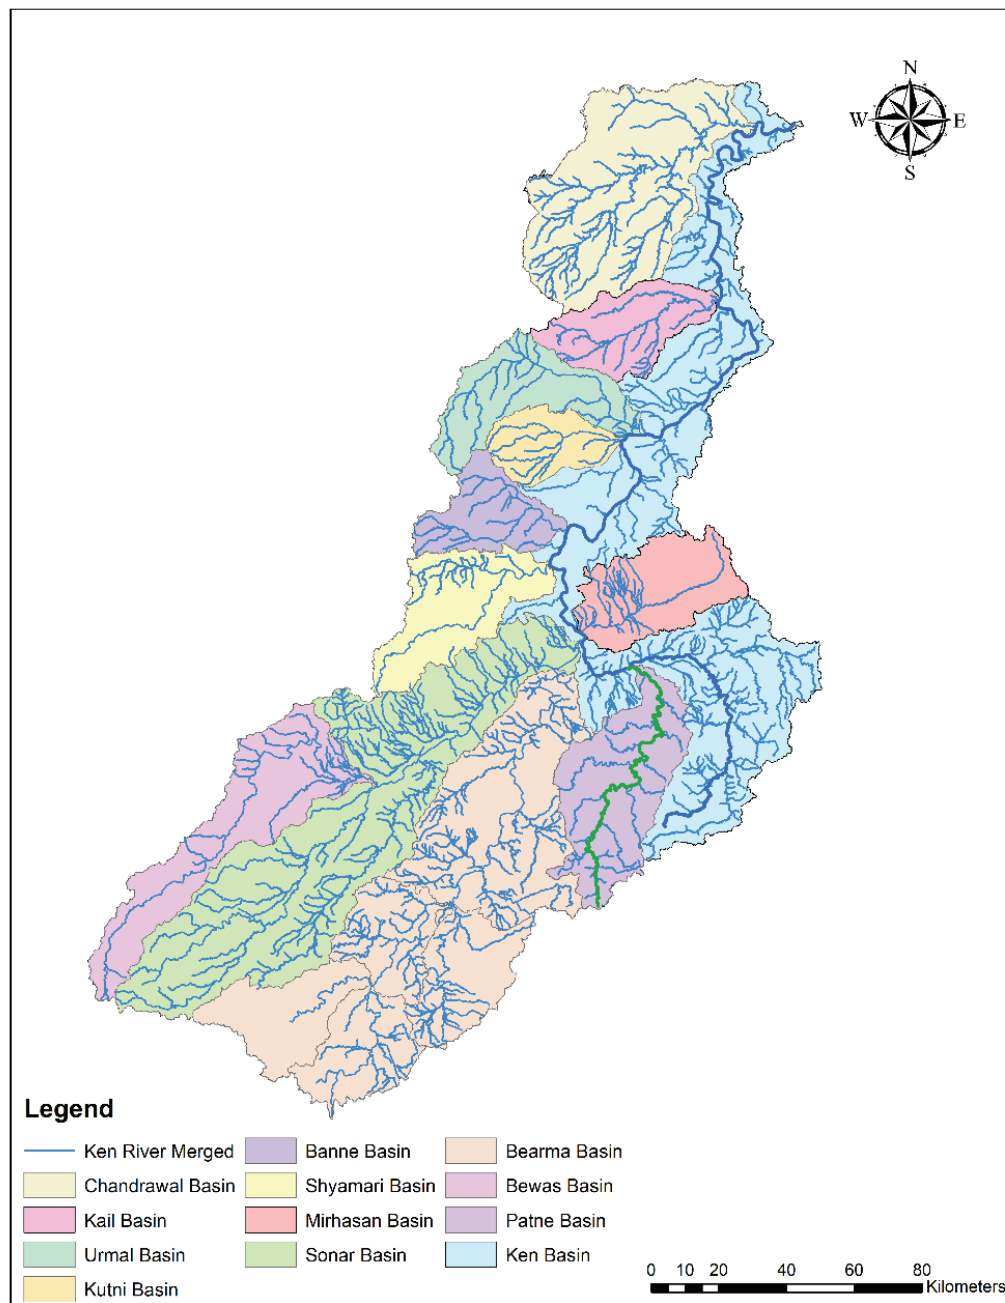 N
W E
S
Legend
Ken River Merged Banne Basin Bearma Basin
Chandrawal Basin Shyamari Basin Bewas Basin
Kail Basin Mirhasan Basin Patne Basin
Urmal Basin Sonar Basin Ken Basin
Kutni Basin
0 10 20 40 60 80
Kilometers